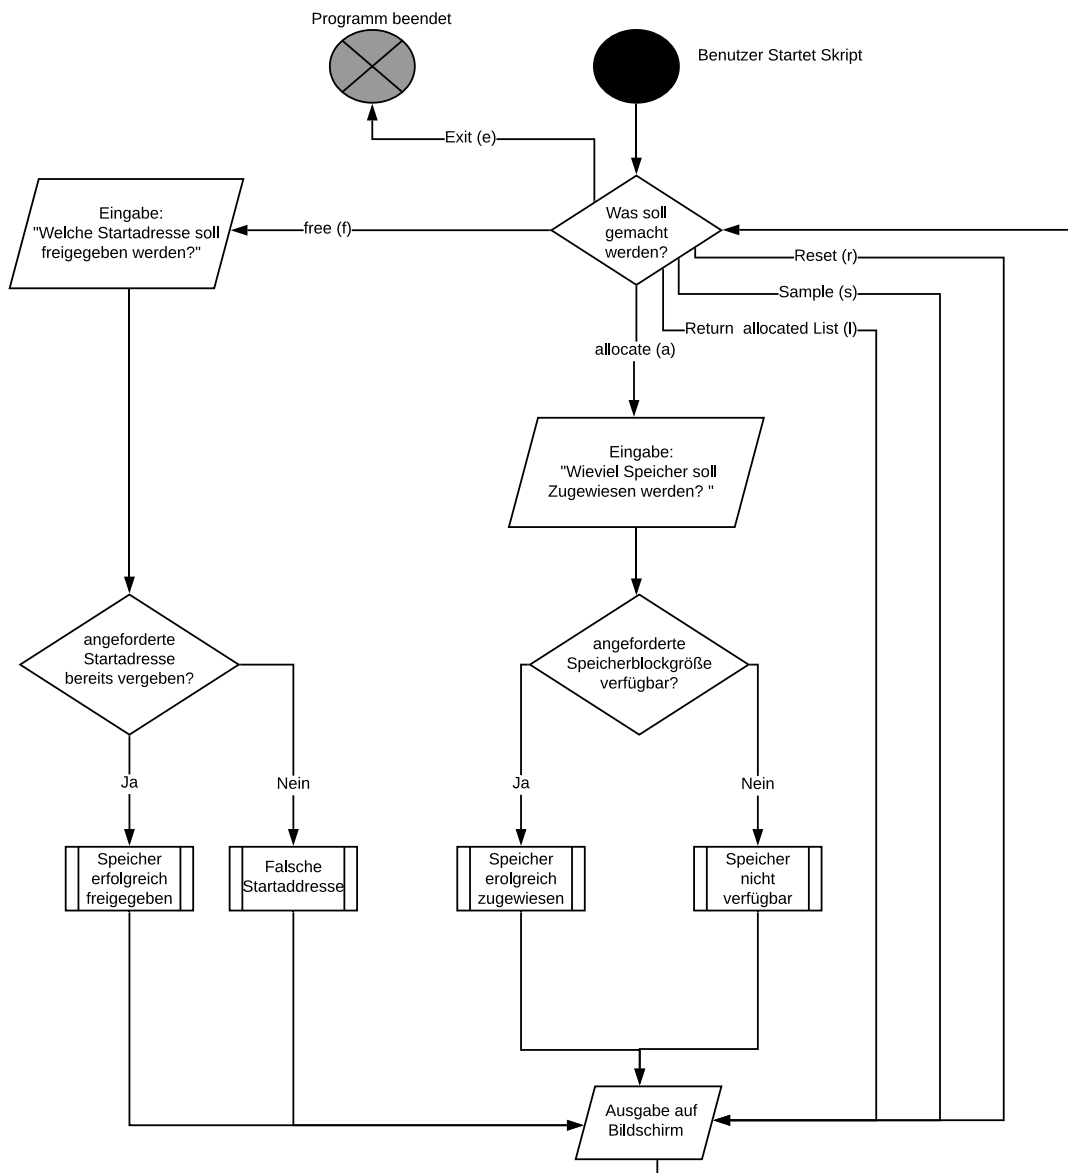 Programm beendet
Benutzer Startet Skript
Exit (e)
Eingabe:
"Welche Startadresse soll
freigegeben werden?"
free (f)
Was soll
gemacht
werden?
Reset (r)
Sample (s)
Return allocated List (l)
allocate (a)
Eingabe:
"Wieviel Speicher soll
Zugewiesen werden? "
angeforderte
Startadresse
bereits vergeben?
angeforderte
Speicherblockgröße
verfügbar?
Ja
Nein
Ja
Nein
Speicher
erfolgreich
freigegeben
Falsche
Startaddresse
Speicher
erolgreich
zugewiesen
Speicher
nicht
verfügbar
Ausgabe auf
Bildschirm